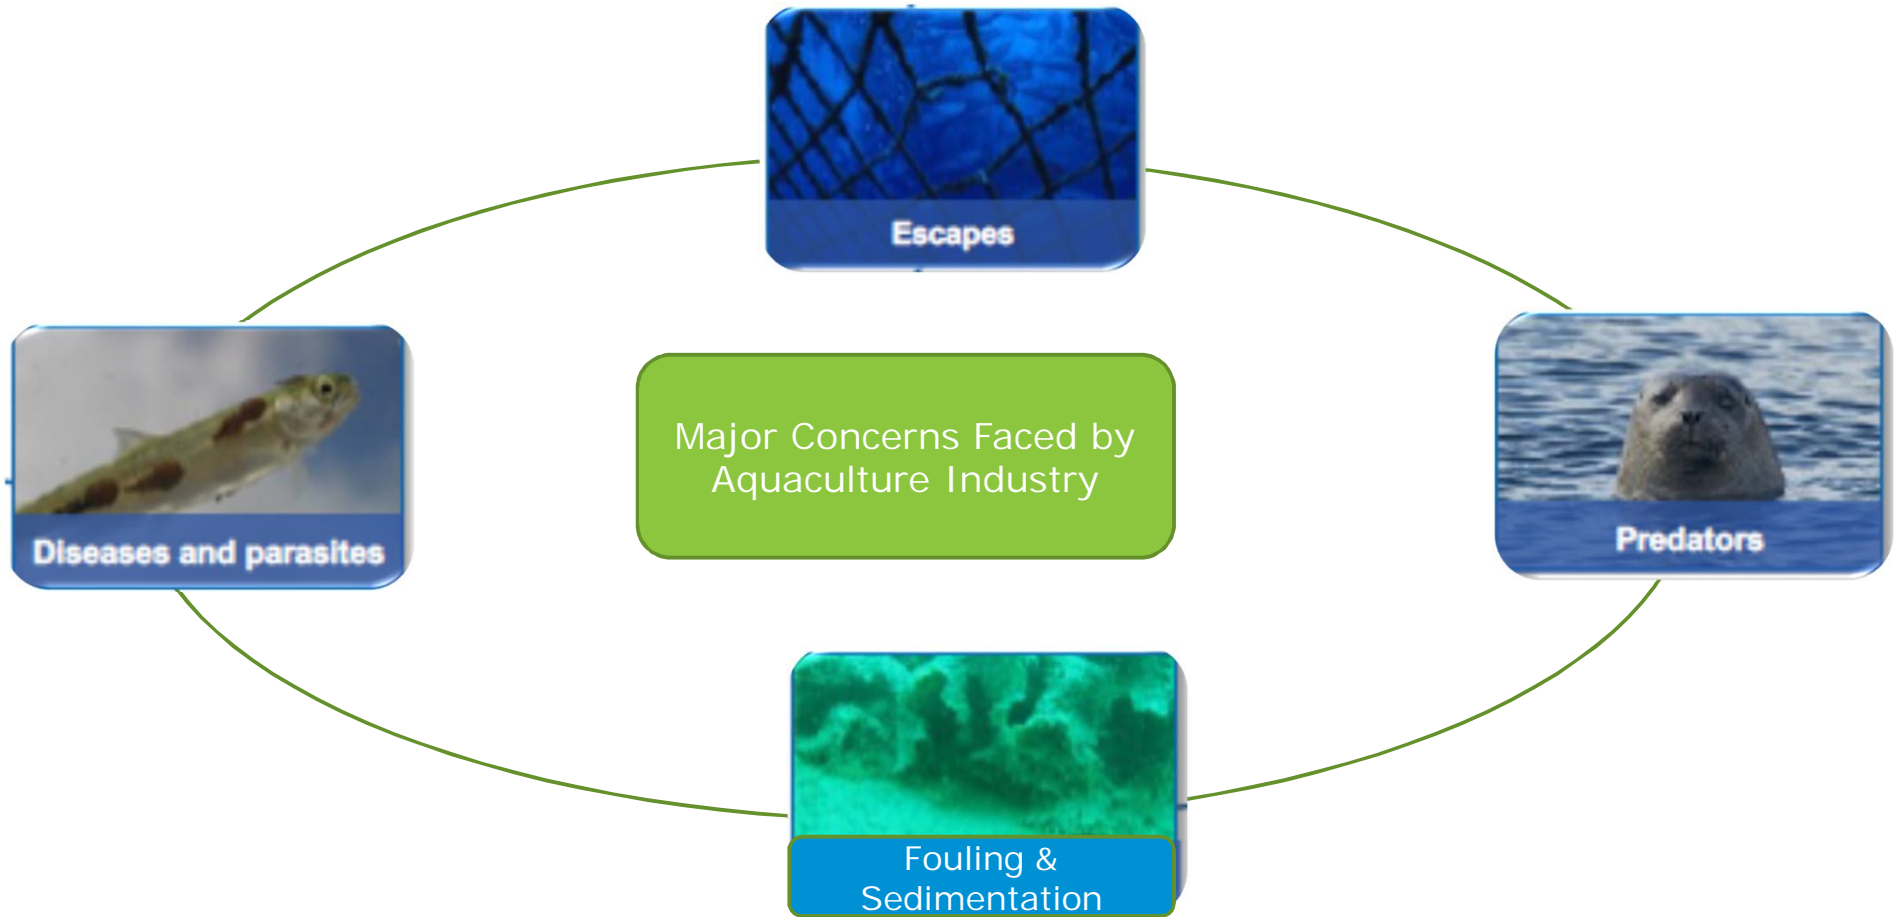 Escapes
Major Concerns Faced by
Aquaculture Industry
Diseases and parasites
Predators
Fouling &
Sedimentation